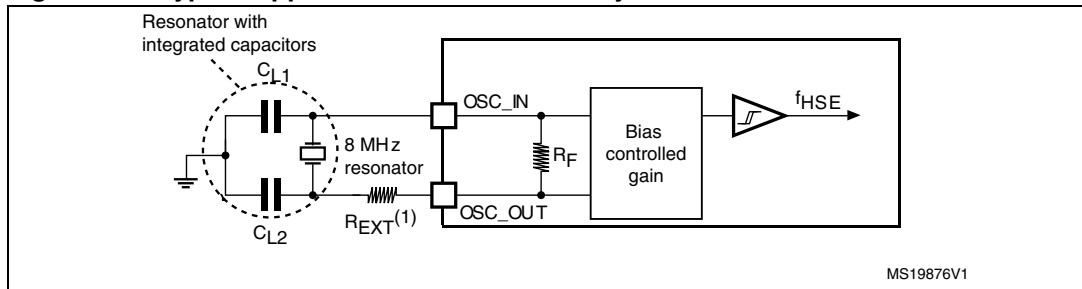 Resonator with
integrated capacitors
CL1
OSC_IN
fHSE
8 MHz
resonator
RF
Bias
controlled
gain
OSC_OUT
REXT(1)
CL2
MS19876V1